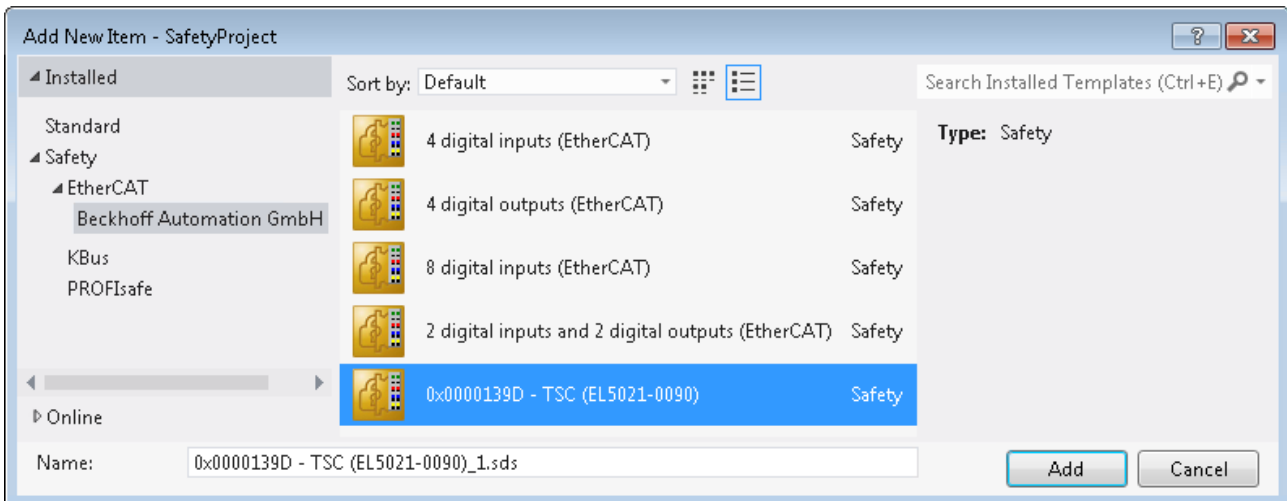 Add New Item - SafetyProject
Installed
Sort by: Default
Search Installed Templates (Ctrl+E)
Standard
Safety
EtherCAT
Beckhoff Automation GmbH
KBus
PROFIsafe
Online
4 digital inputs (EtherCAT) Safety
4 digital outputs (EtherCAT) Safety
8 digital inputs (EtherCAT) Safety
2 digital inputs and 2 digital outputs (EtherCAT) Safety
0x0000139D - TSC (EL5021-0090) Safety
Type: Safety
Name: 0x0000139D - TSC (EL5021-0090)_1.sds
Add Cancel